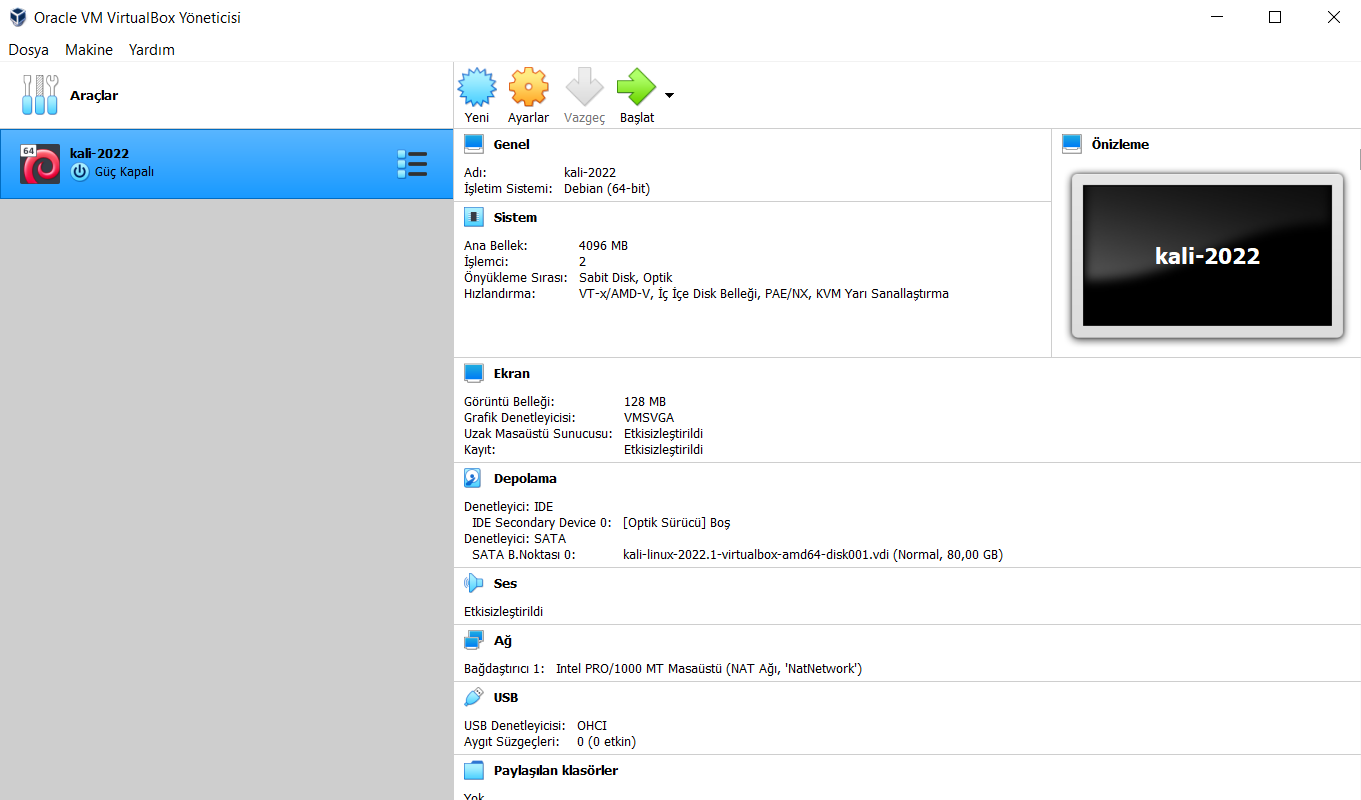 Oracle VM VirtualBox Yöneticisi
Dosya Makine Yardım
Araçlar
64
kali-2022
Güç Kapalı
Yeni Ayarlar Vazgeç Başlat
Genel
Adı: kali-2022
İşletim Sistemi: Debian (64-bit)
Sistem
Ana Bellek: 4096 MB
İşlemci: 2
Önyükleme Sırası: Sabit Disk, Optik
Hızlandırma: VT-x/AMD-V, İç İçe Disk Belleği, PAE/NX, KVM Yarı Sanallaştırma
Önizleme
kali-2022
Ekran
Görüntü Belleği: 128 MB
Grafik Denetleyicisi: VMSVGA
Uzak Masaüstü Sunucusu: Etkisizleştirildi
Kayıt: Etkisizleştirildi
Depolama
Denetleyici: IDE
IDE Secondary Device 0: [Optik Sürücü] Boş
Denetleyici: SATA
SATA B.Noktası 0: kali-linux-2022.1-virtualbox-amd64-disk001.vdi (Normal, 80,00 GB)
Ses
Etkisizleştirildi
Ağ
Bağdaştırıcı 1: Intel PRO/1000 MT Masaüstü (NAT Ağı, 'NatNetwork')
USB
USB Denetleyicisi: OHCI
Aygıt Süzgeçleri: 0 (0 etkin)
Paylaşılan klasörler
Yok